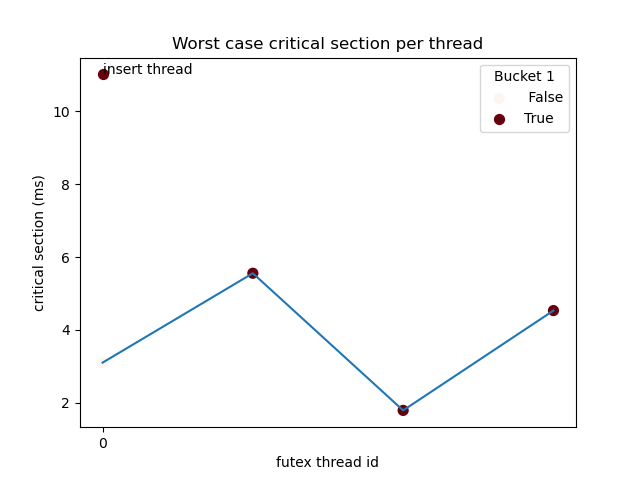 Worst case critical section per thread
insert thread
Bucket 1
False
True
10
8
6
4
2
0
critical section (ms)
futex thread id